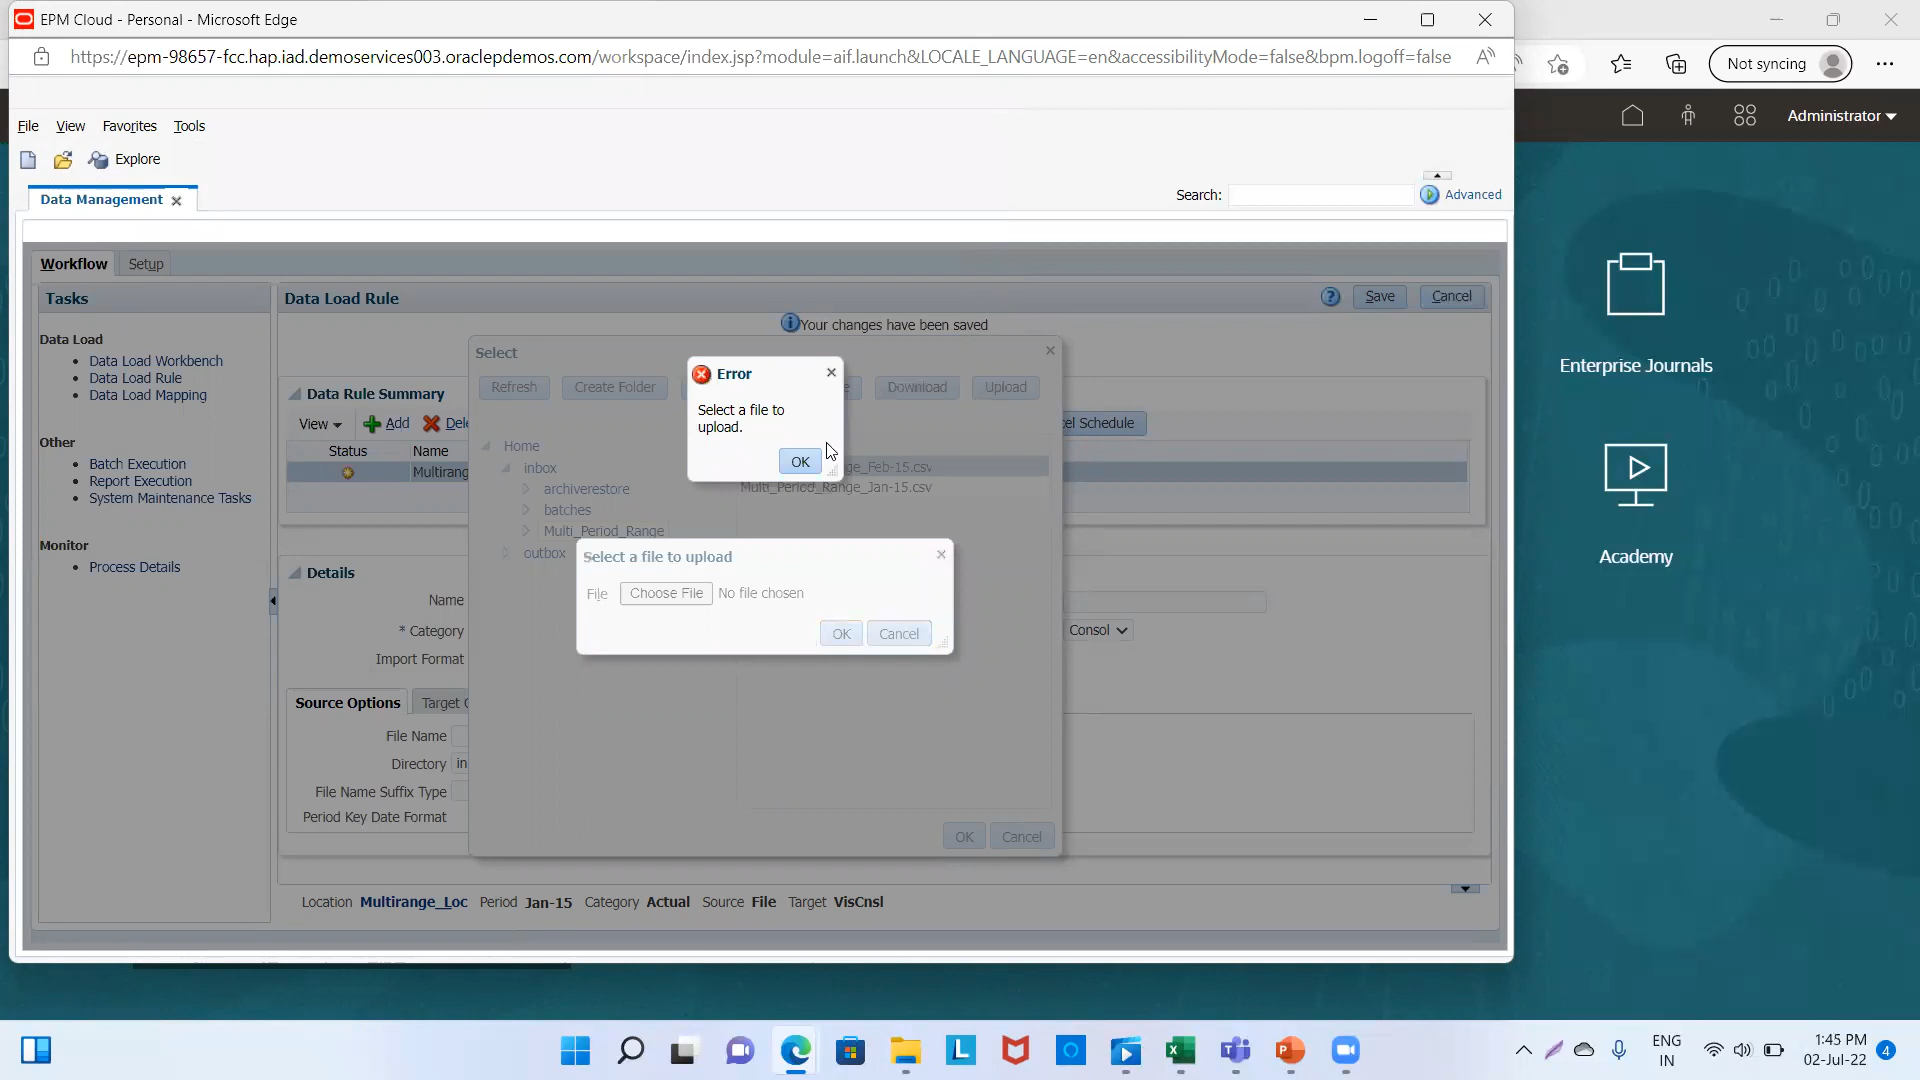 EPM Cloud - Personal - Microsoft Edge
https://epm-98657-fcc.hap.iad.demoservices003.oraclepdemos.com/workspace/index.jsp?module=aif.launch&LOCALE_LANGUAGE=en&accessibilityMode=false&bpm.logoff=false
Not syncing
Administrator
File View Favorites Tools
Explore
Data Management
Search: Advanced
Workflow Setup
Tasks
Data Load Rule
Save Cancel
Your changes have been saved
Data Load
Data Load Workbench
Data Load Rule
Data Load Mapping
Other
Batch Execution
Report Execution
System Maintenance Tasks
Monitor
Process Details
Data Rule Summary
View Add Dele
Status Name
Multirang
el Schedule
Select
Refresh Create Folder e Download Upload
Home
inbox
archiverestore
batches
Multi_Period_Range
outbox
ge_Feb-15.csv
Multi_Period_Range_Jan-15.csv
Error
Select a file to
upload.
OK
Select a file to upload
File Choose File No file chosen
OK Cancel
OK Cancel
Details
Name
* Category
Consol
Import Format
Source Options Target
File Name
Directory in
File Name Suffix Type
Period Key Date Format
Location Multirange_Loc Period Jan-15 Category Actual Source File Target VisCnsl
Enterprise Journals
Academy
ENG
IN
1:45 PM
02-Jul-22
4